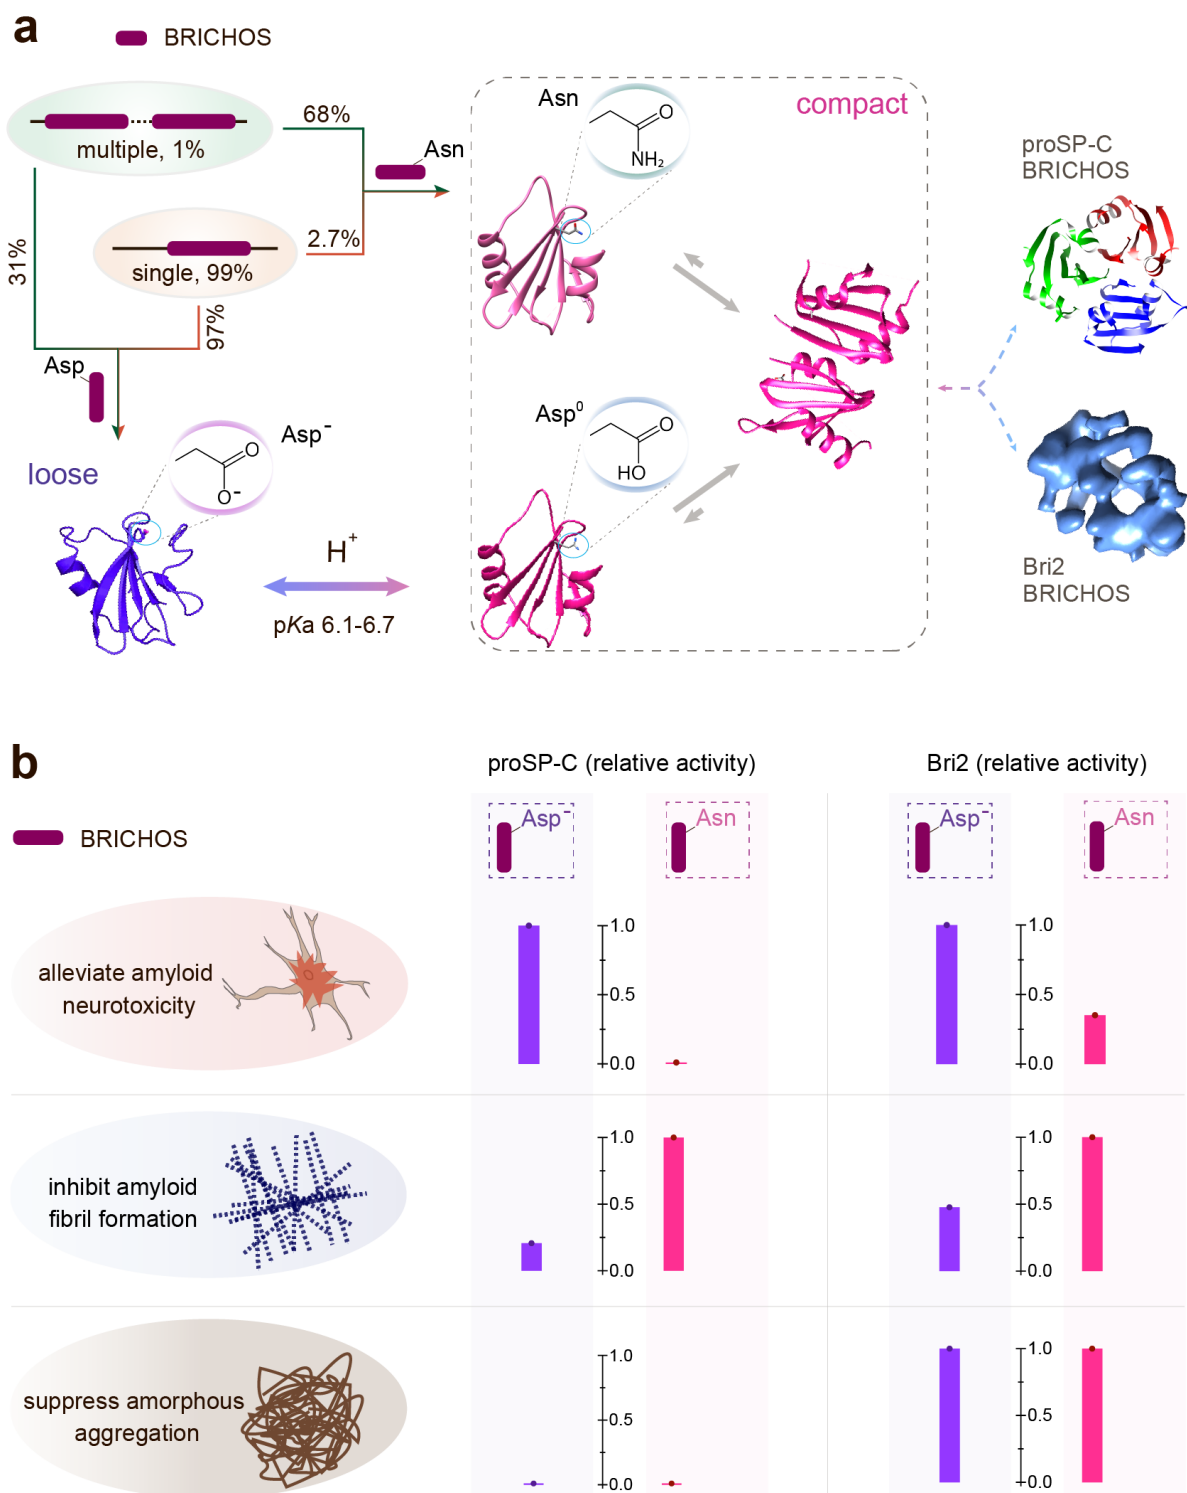 a
BRICHOS
multiple, 1%
68%
Asn
single, 99%
2.7%
31%
97%
Asp
loose
Asp⁻
O
O⁻
H⁺
pKa 6.1-6.7
compact
Asn
O
NH₂
Asp⁰
O
HO
proSP-C
BRICHOS
Bri2
BRICHOS
b
proSP-C (relative activity)
Bri2 (relative activity)
BRICHOS
Asp⁻
Asn
Asp⁻
Asn
alleviate amyloid
neurotoxicity
1.0
0.5
0.0
1.0
0.5
0.0
inhibit amyloid
fibril formation
1.0
0.5
0.0
1.0
0.5
0.0
suppress amorphous
aggregation
1.0
0.5
0.0
1.0
0.5
0.0